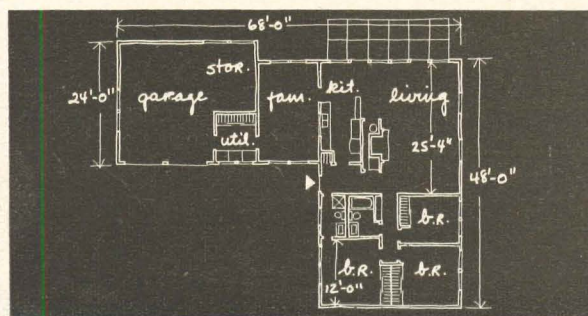 68'-0"
stor.
24'-0"
garage
fam.
kit.
living
util.
25'-4"
48'-0"
b.R.
b.R.
b.R.
12'-0"